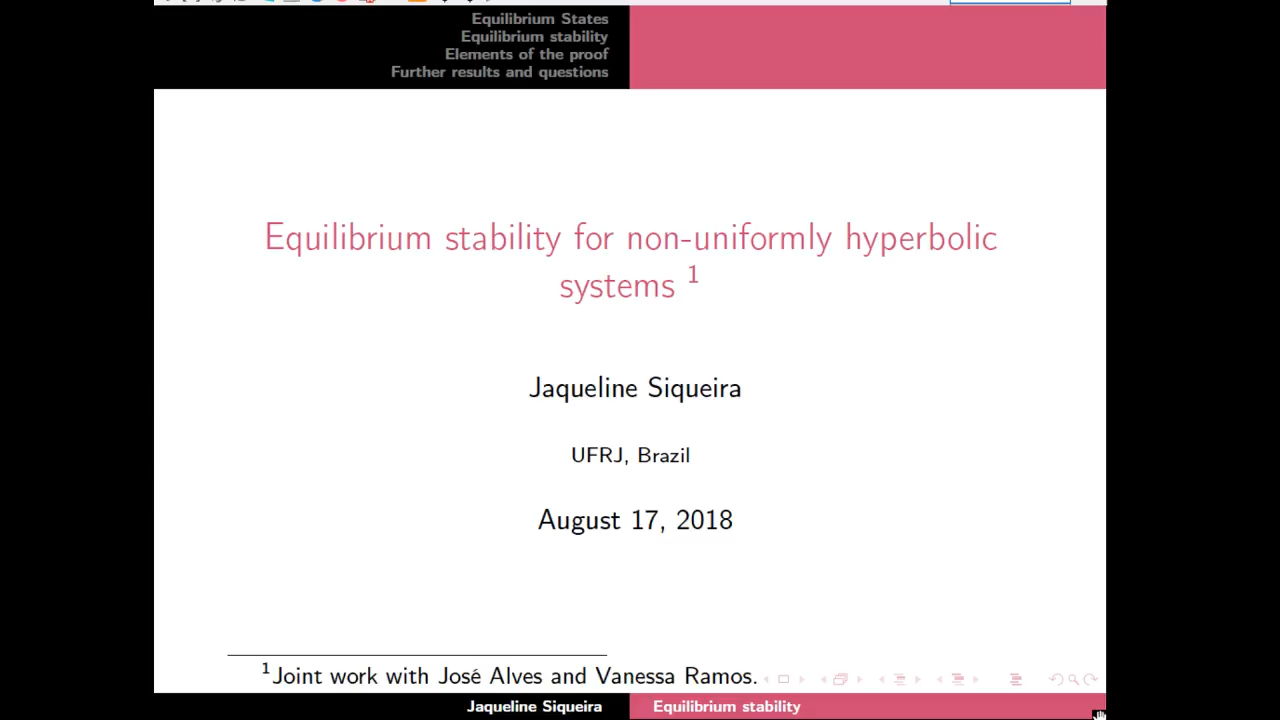 Equilibrium States
Equilibrium stability
Elements of the proof
Further results and questions
Equilibrium stability for non-uniformly hyperbolic
systems 1
Jaqueline Siqueira
UFRJ, Brazil
August 17, 2018
1Joint work with José Alves and Vanessa Ramos.
Jaqueline Siqueira
Equilibrium stability